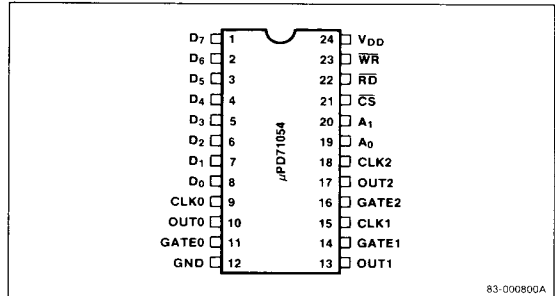 D7 1 24 VDD
D6 2 23 WR
D5 3 22 RD
D4 4 21 CS
D3 5 20 A1
D2 6 19 A0
D1 7 18 CLK2
D0 8 17 OUT2
CLK0 9 16 GATE2
OUT0 10 15 CLK1
GATE0 11 14 GATE1
GND 12 13 OUT1
μPD71054
83-000800A